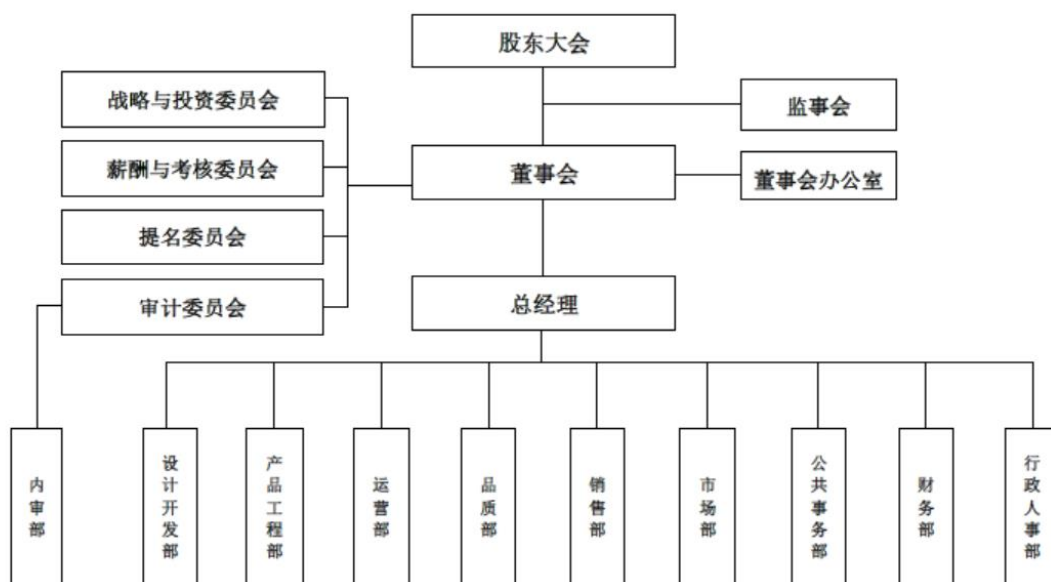 股东大会
战略与投资委员会
监事会
薪酬与考核委员会
董事会
董事会办公室
提名委员会
审计委员会
总经理
内审部
设计开发部
产品工程部
运营部
品质部
销售部
市场部
公共事务部
财务部
行政人事部